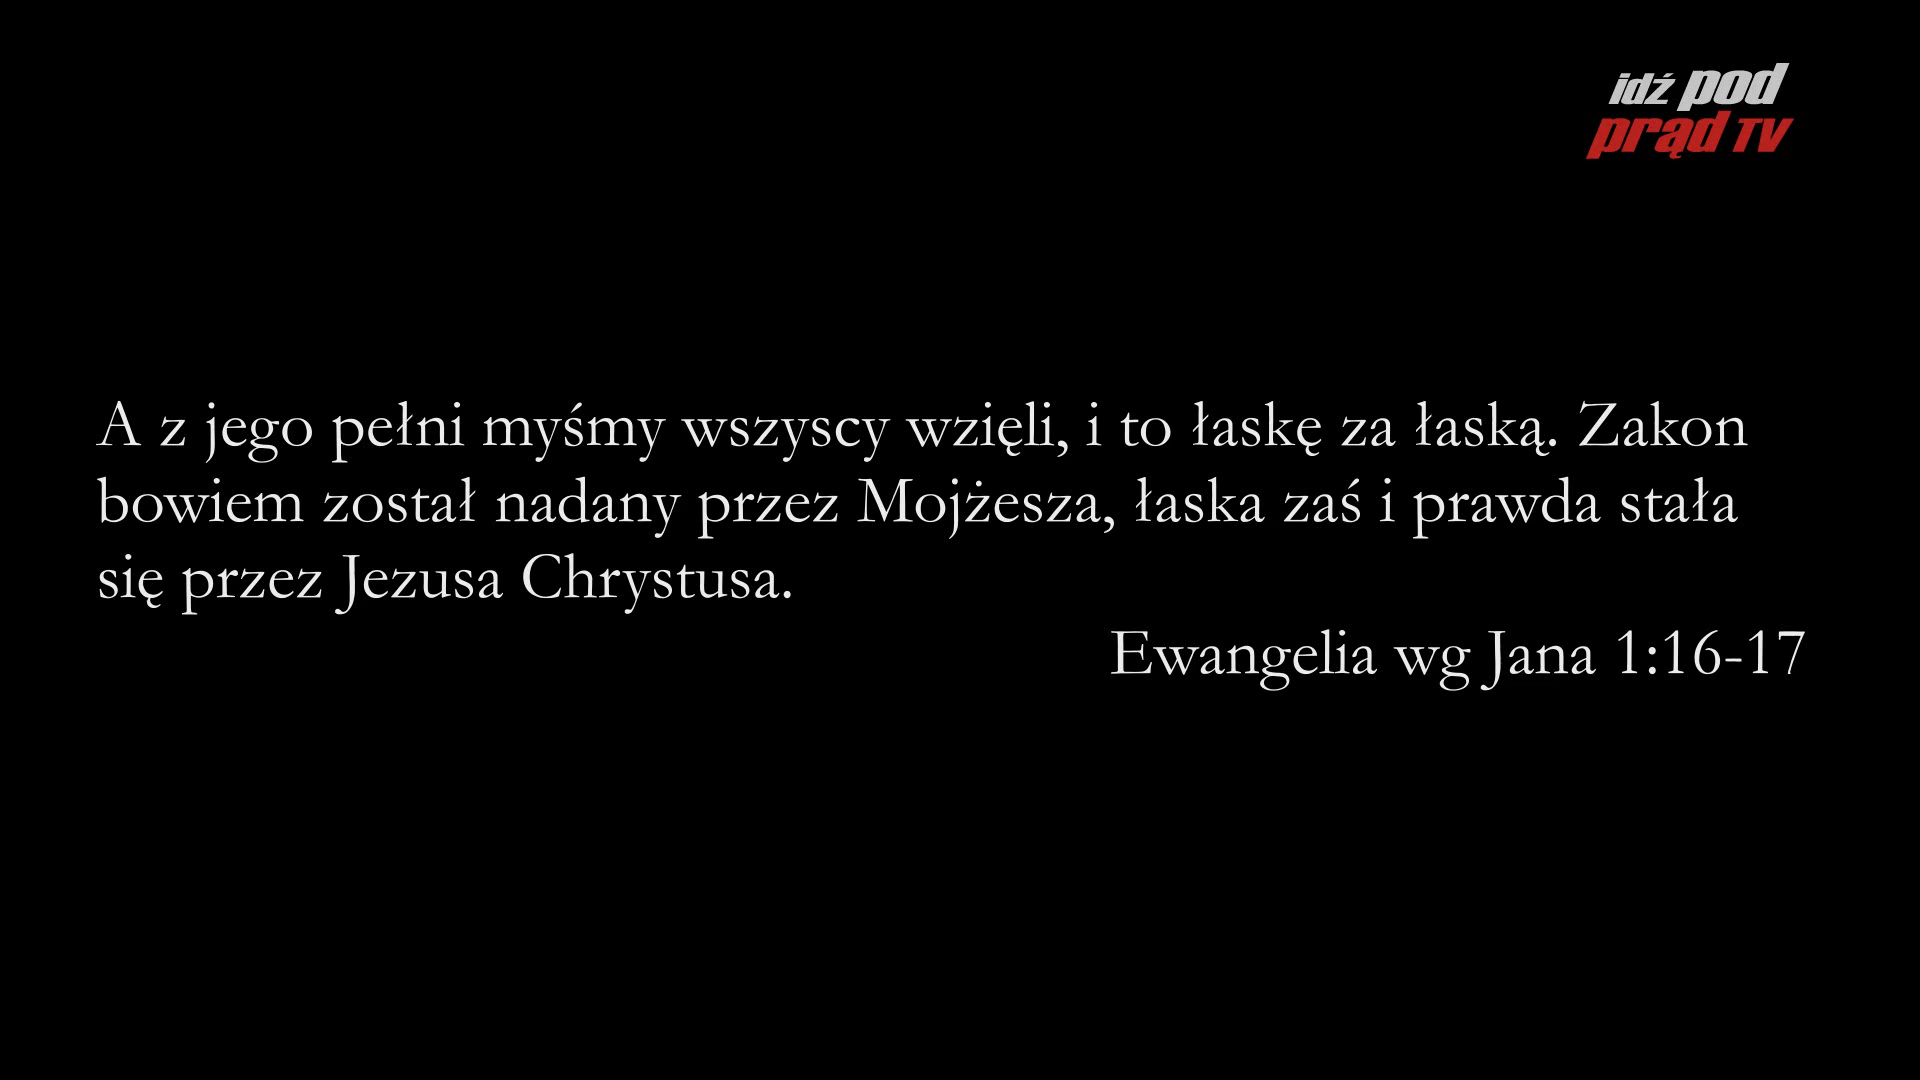 idź pod
prąd TV
A z jego pełni myśmy wszyscy wzięli, i to łaskę za łaską. Zakon
bowiem został nadany przez Mojżesza, łaska zaś i prawda stała
się przez Jezusa Chrystusa.
Ewangelia wg Jana 1:16-17